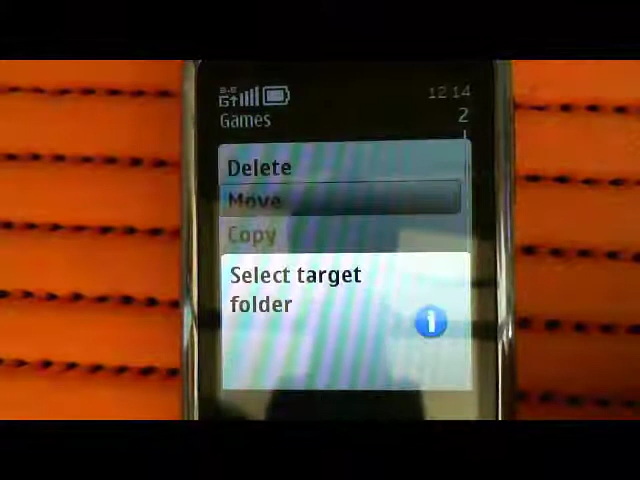 12:14
Games 2
Delete
Move
Copy
Select target
folder
i